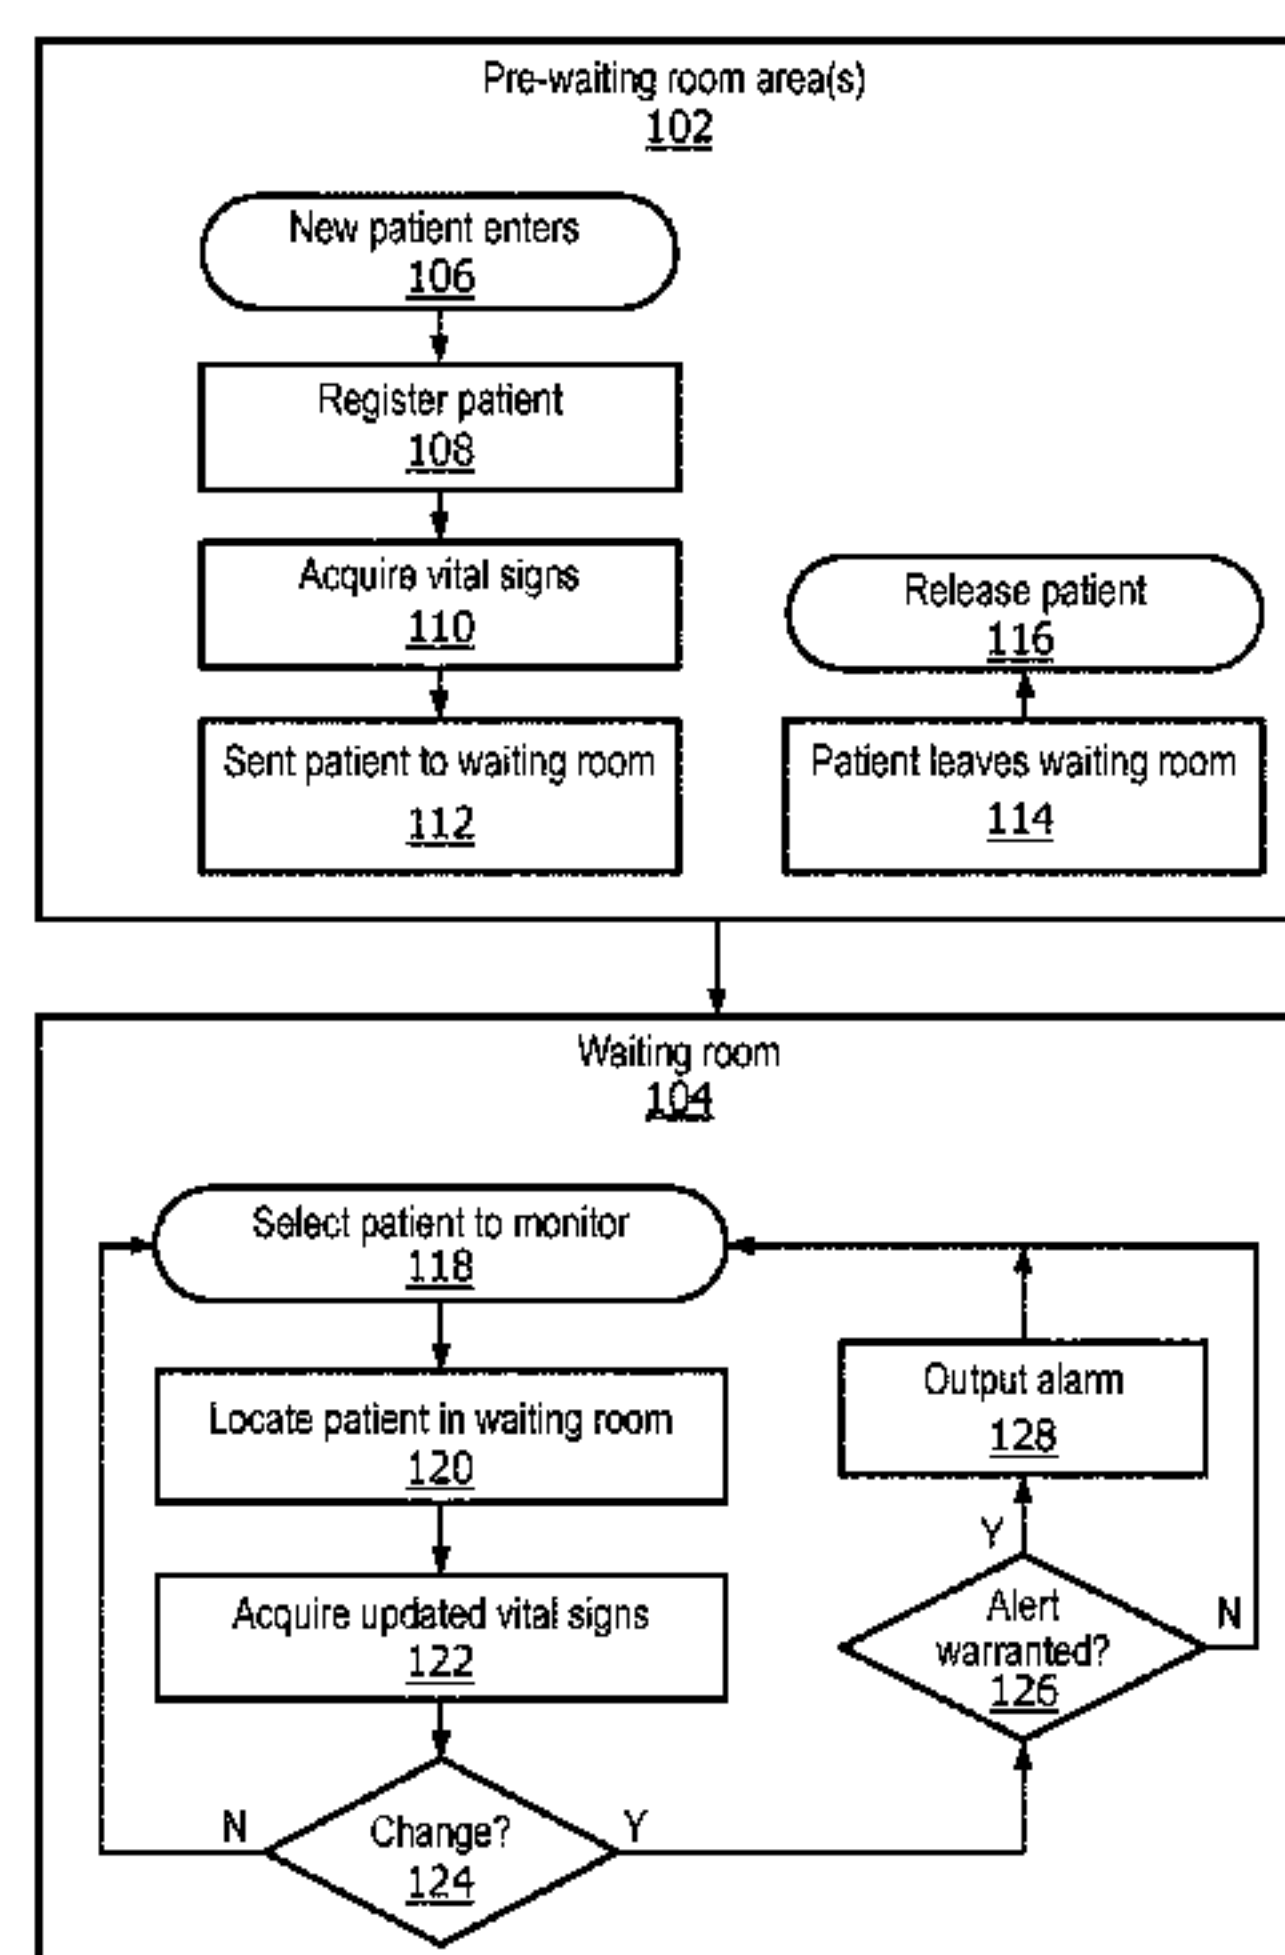 Pre-waiting room area(s)
102
New patient enters
106
Register patient
108
Acquire vital signs
110
Sent patient to waiting room
112
Release patient
116
Patient leaves waiting room
114
Waiting room
104
Select patient to monitor
118
Locate patient in waiting room
120
Acquire updated vital signs
122
N
Change?
124
Y
Output alarm
128
Y
Alert
warranted?
126
N